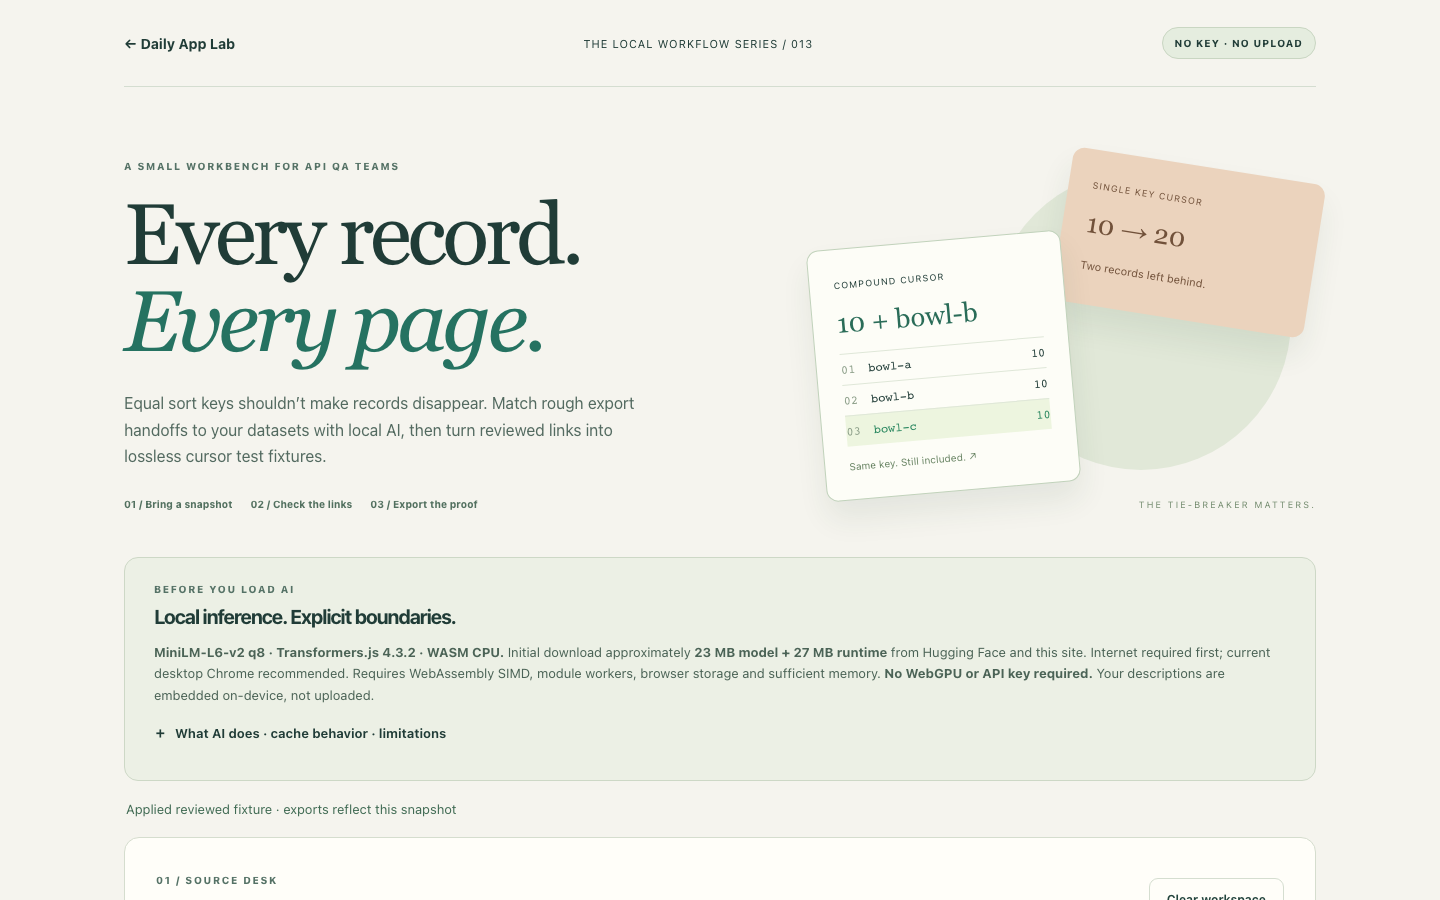 ← Daily App Lab
THE LOCAL WORKFLOW SERIES / 013
NO KEY · NO UPLOAD
A SMALL WORKBENCH FOR API QA TEAMS
Every record.
Every page.
Equal sort keys shouldn’t make records disappear. Match rough export
handoffs to your datasets with local AI, then turn reviewed links into
lossless cursor test fixtures.
01 / Bring a snapshot
02 / Check the links
03 / Export the proof
SINGLE KEY CURSOR
10 → 20
Two records left behind.
COMPOUND CURSOR
10 + bowl-b
01 bowl-a 10
02 bowl-b 10
03 bowl-c 10
Same key. Still included. ↗
THE TIE-BREAKER MATTERS.
BEFORE YOU LOAD AI
Local inference. Explicit boundaries.
MiniLM-L6-v2 q8 · Transformers.js 4.3.2 · WASM CPU. Initial download approximately 23 MB model + 27 MB runtime from Hugging Face and this site. Internet required first; current
desktop Chrome recommended. Requires WebAssembly SIMD, module workers, browser storage and sufficient memory. No WebGPU or API key required. Your descriptions are
embedded on-device, not uploaded.
+ What AI does · cache behavior · limitations
Applied reviewed fixture · exports reflect this snapshot
01 / SOURCE DESK
Clear workspace